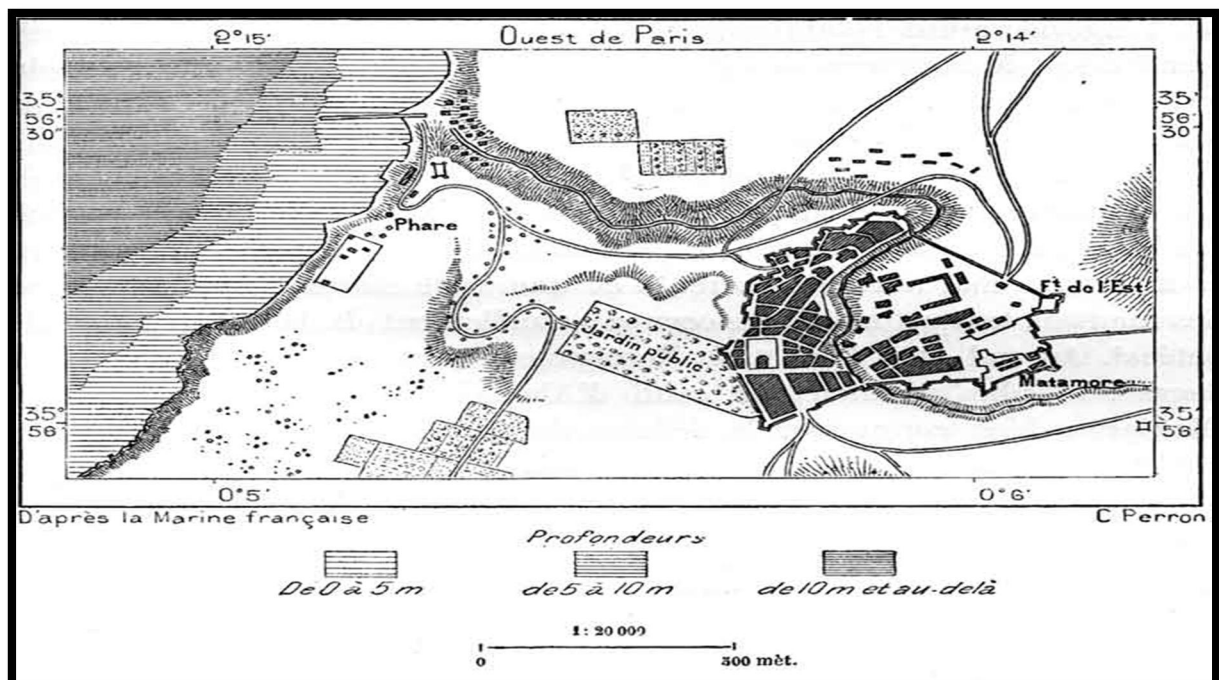 2°15' Ouest de Paris 2°14'
35° 35°
56' 56'
30" 30"
Phare
Ft de l'Est
Jardin public
Matamore
35° 35°
56' 56'
0°5' 0°6'
D'après la Marine française C Perron
Profondeurs
De 0 à 5 m de 5 à 10 m de 10 m et au-delà
1 : 20 000
0 500 mèt.